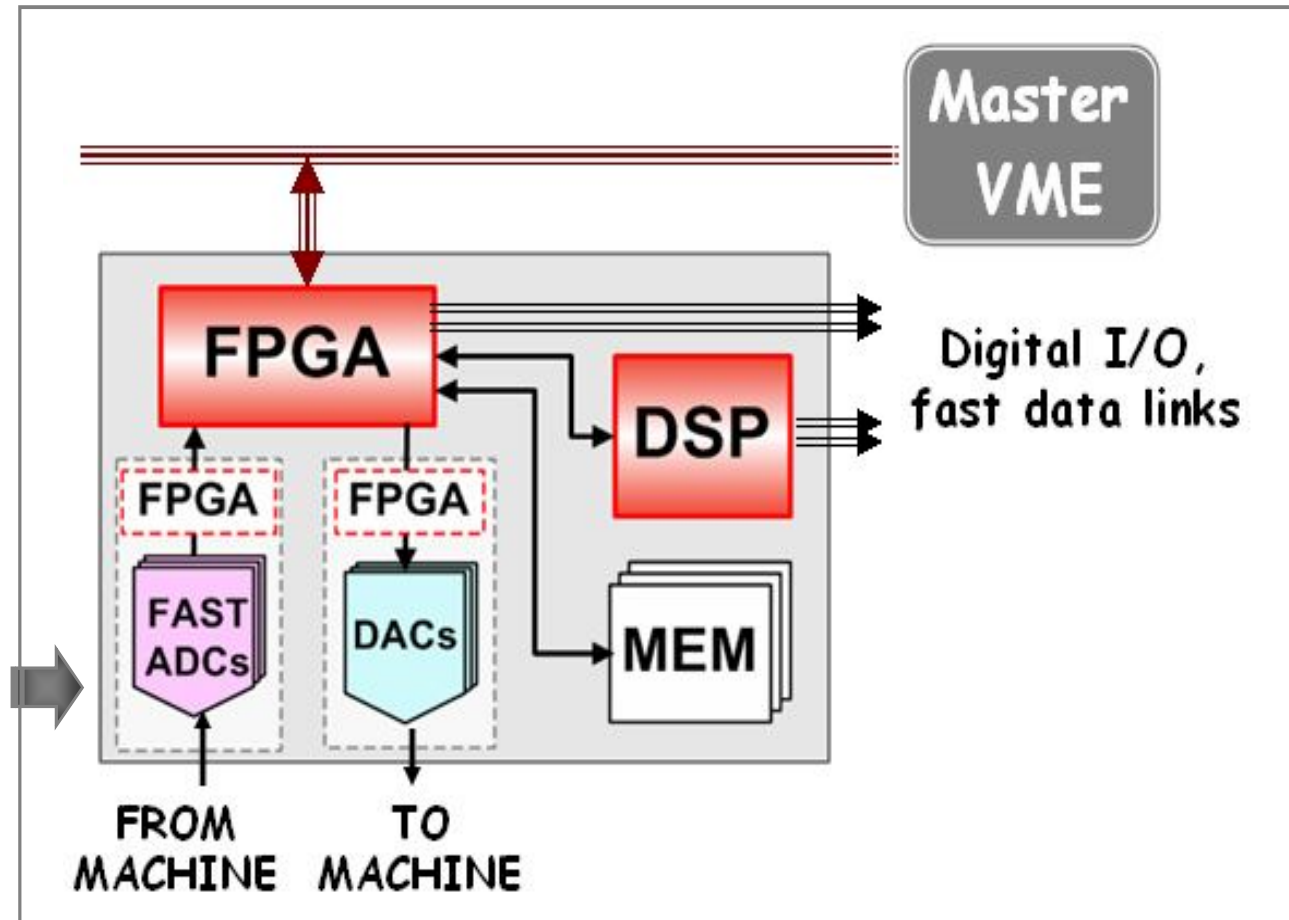 Master
VME
FPGA
Digital I/O,
fast data links
DSP
FPGA
FPGA
FAST
ADCs
DACs
MEM
FROM
MACHINE
TO
MACHINE